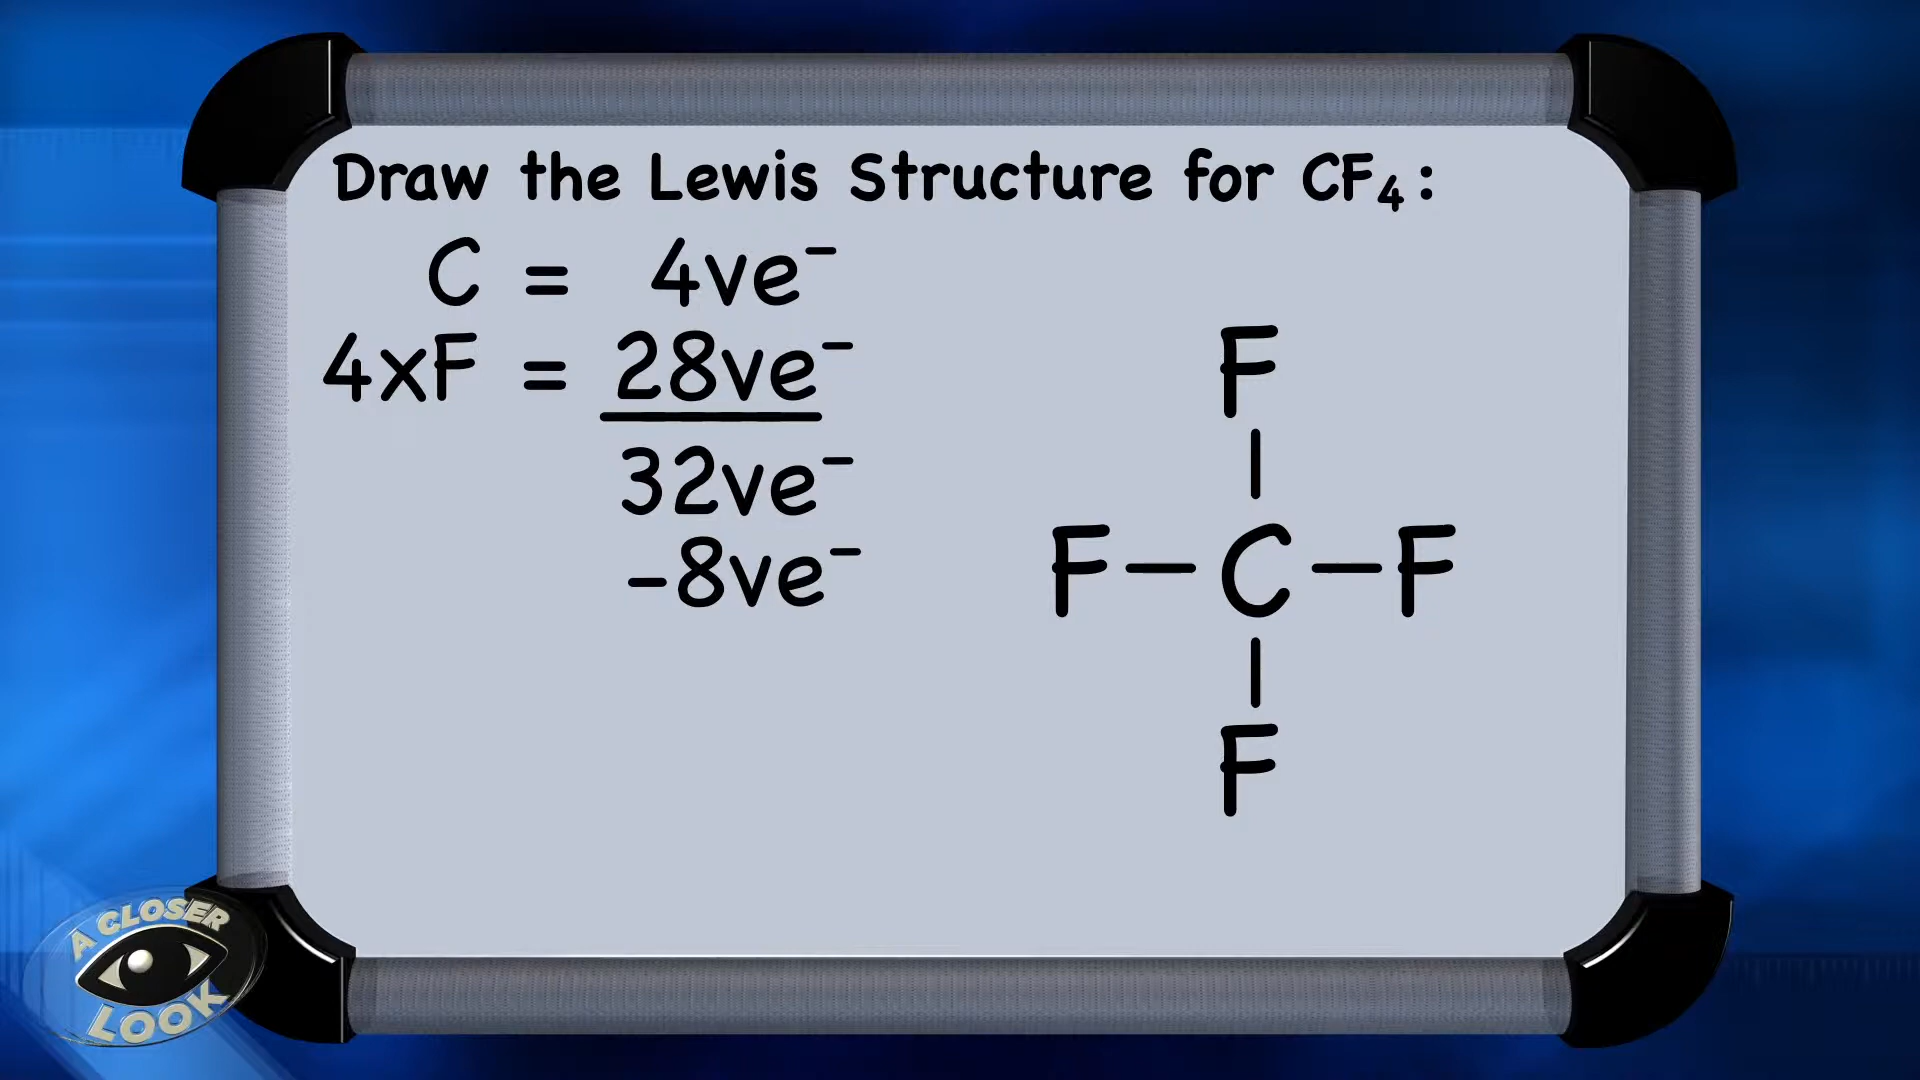 Draw the Lewis Structure for CF₄:
C = 4ve⁻
4xF = 28ve⁻
32ve⁻
-8ve⁻
F
F—C—F
F
A CLOSER
LOOK